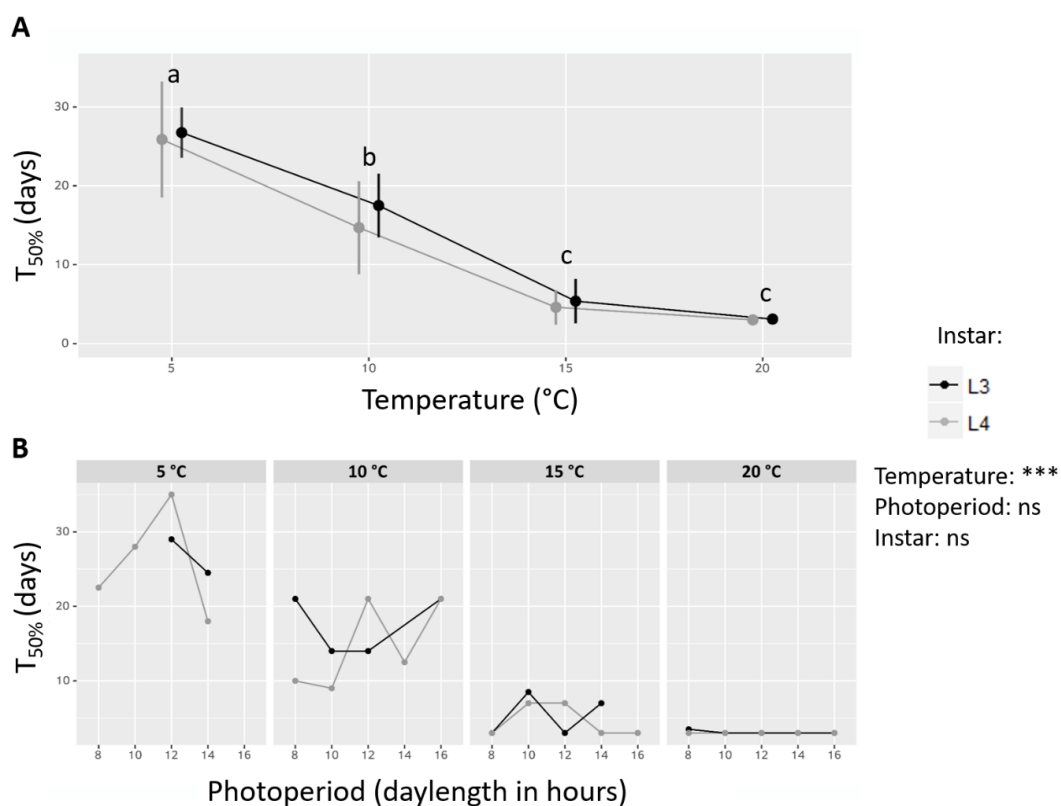 A
a
b
c
c
30
20
10
0
T50% (days)
5 10 15 20
Temperature (°C)
Instar:
L3
L4
B
5 °C 10 °C 15 °C 20 °C
Temperature: ***
Photoperiod: ns
Instar: ns
30
20
10
T50% (days)
8 10 12 14 16 8 10 12 14 16 8 10 12 14 16 8 10 12 14 16
Photoperiod (daylength in hours)